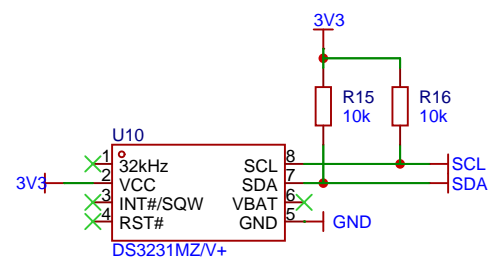 3V3
R15
10k
R16
10k
U10
1
32kHz
SCL
8
SCL
3V3
2
VCC
SDA
7
SDA
3
INT#/SQW
VBAT
6
4
RST#
GND
5
GND
DS3231MZ/V+